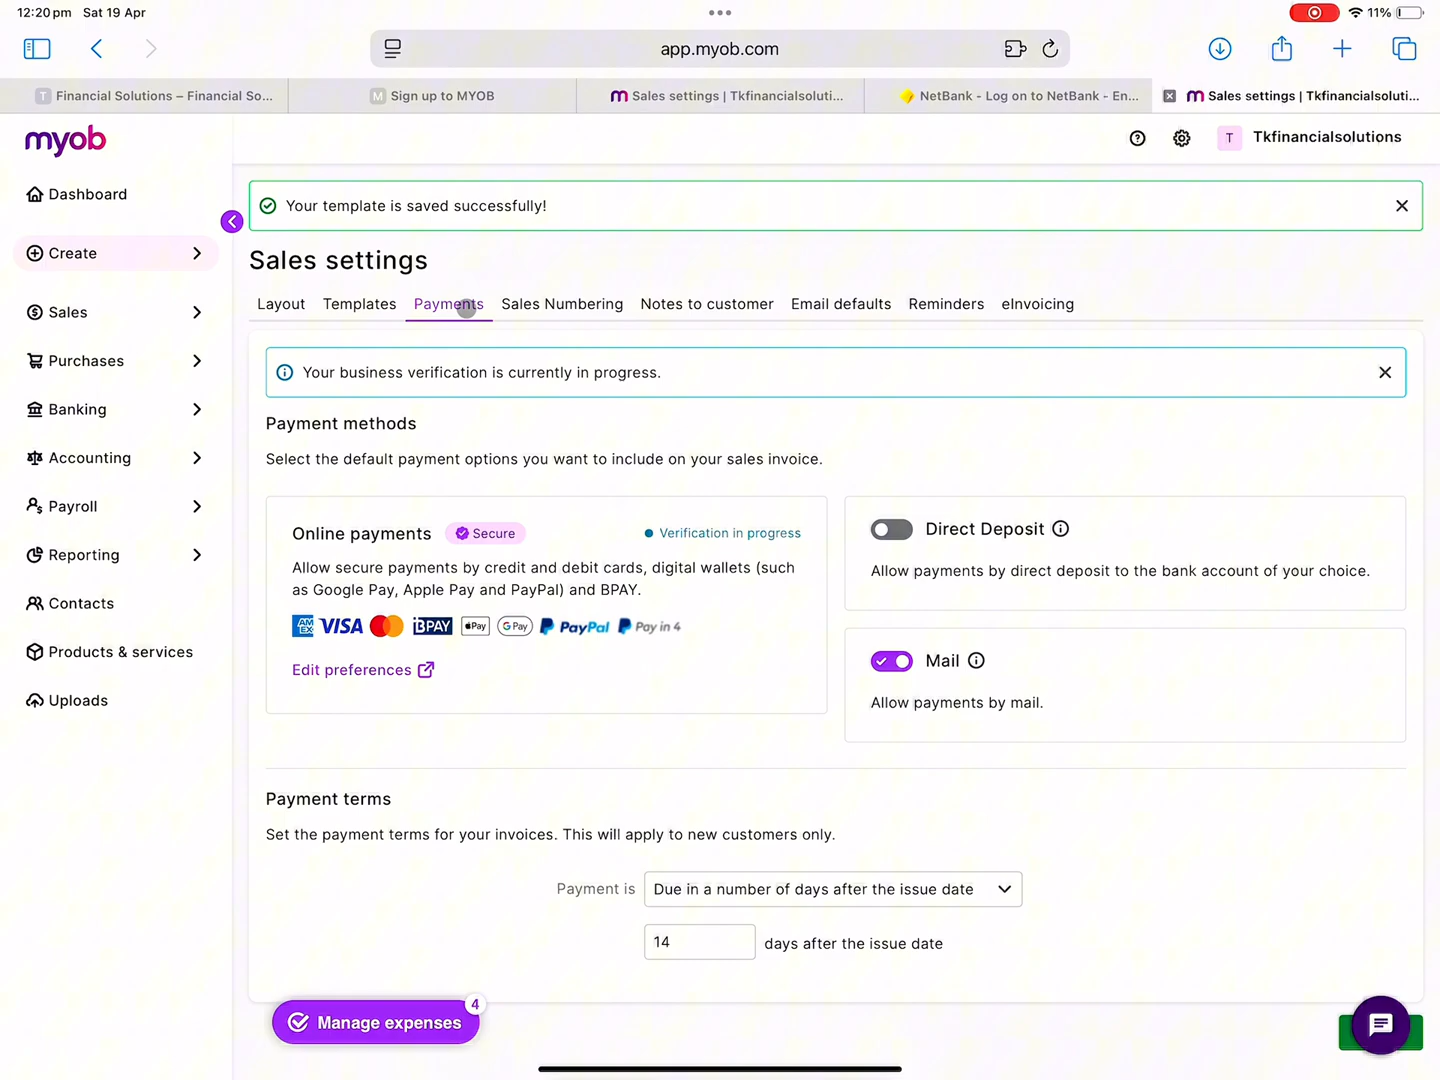 12:20 pm Sat 19 Apr
11%
app.myob.com
T Financial Solutions – Financial So...
M Sign up to MYOB
Sales settings | Tkfinancialsoluti...
NetBank - Log on to NetBank - En...
Sales settings | Tkfinancialsoluti...
myob
T Tkfinancialsolutions
Dashboard
Create
Sales
Purchases
Banking
Accounting
Payroll
Reporting
Contacts
Products & services
Uploads
Your template is saved successfully!
Sales settings
Layout Templates Payments Sales Numbering Notes to customer Email defaults Reminders eInvoicing
Your business verification is currently in progress.
Payment methods
Select the default payment options you want to include on your sales invoice.
Online payments Secure Verification in progress
Allow secure payments by credit and debit cards, digital wallets (such
as Google Pay, Apple Pay and PayPal) and BPAY.
AM EX VISA BPAY Pay G Pay PayPal Pay in 4
Edit preferences
Direct Deposit
Allow payments by direct deposit to the bank account of your choice.
Mail
Allow payments by mail.
Payment terms
Set the payment terms for your invoices. This will apply to new customers only.
Payment is Due in a number of days after the issue date
14 days after the issue date
Manage expenses 4